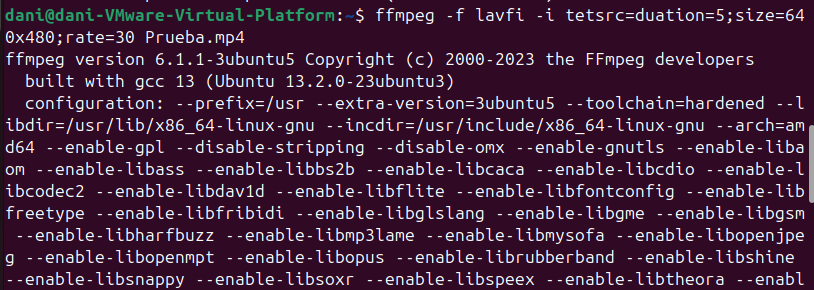 dani@dani-VMware-Virtual-Platform:~$ ffmpeg -f lavfi -i tetsrc=duation=5;size=64
0x480;rate=30 Prueba.mp4
ffmpeg version 6.1.1-3ubuntu5 Copyright (c) 2000-2023 the FFmpeg developers
  built with gcc 13 (Ubuntu 13.2.0-23ubuntu3)
  configuration: --prefix=/usr --extra-version=3ubuntu5 --toolchain=hardened --l
ibdir=/usr/lib/x86_64-linux-gnu --incdir=/usr/include/x86_64-linux-gnu --arch=am
d64 --enable-gpl --disable-stripping --disable-omx --enable-gnutls --enable-liba
om --enable-libass --enable-libbs2b --enable-libcaca --enable-libcdio --enable-l
ibcodec2 --enable-libdav1d --enable-libflite --enable-libfontconfig --enable-lib
freetype --enable-libfribidi --enable-libglslang --enable-libgme --enable-libgsm
 --enable-libharfbuzz --enable-libmp3lame --enable-libmysofa --enable-libopenjpe
g --enable-libopenmpt --enable-libopus --enable-librubberband --enable-libshine
--enable-libsnappy --enable-libsoxr --enable-libspeex --enable-libtheora --enabl